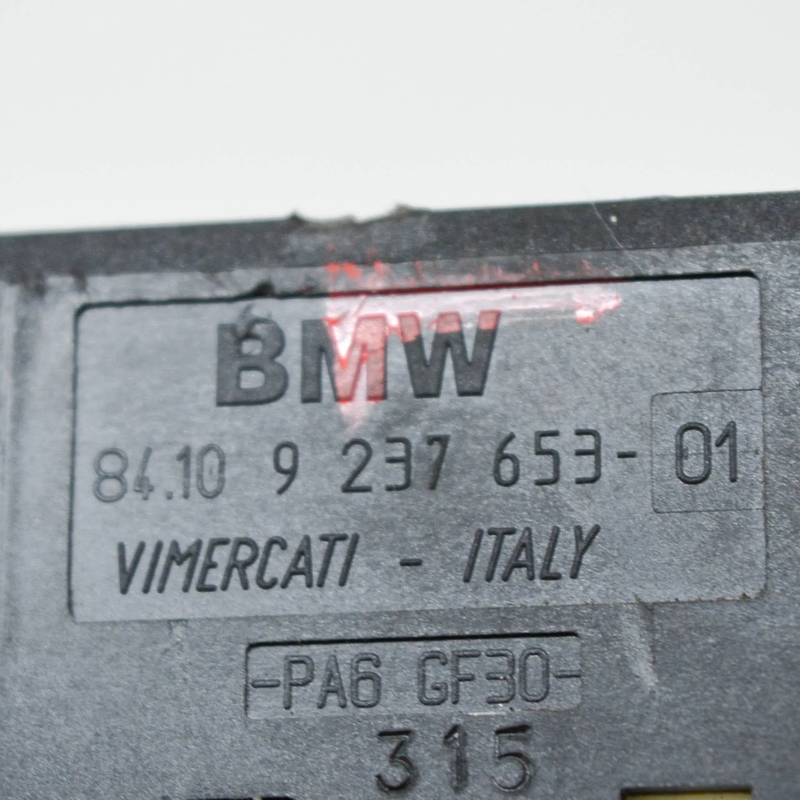 BMW
84.10 9 237 653-01
VIMERCATI - ITALY
-PA6 GF30-
315